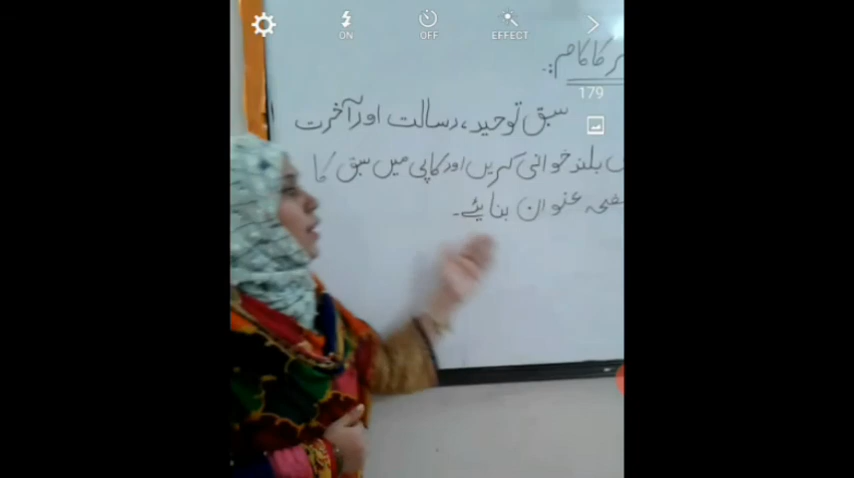 ON
OFF
EFFECT
کا کام :.
179
سبق توحید، رسالت اور آخرت
بلند خوانی کریں اور کاپی میں سبق کا
عنوان بنایئے۔